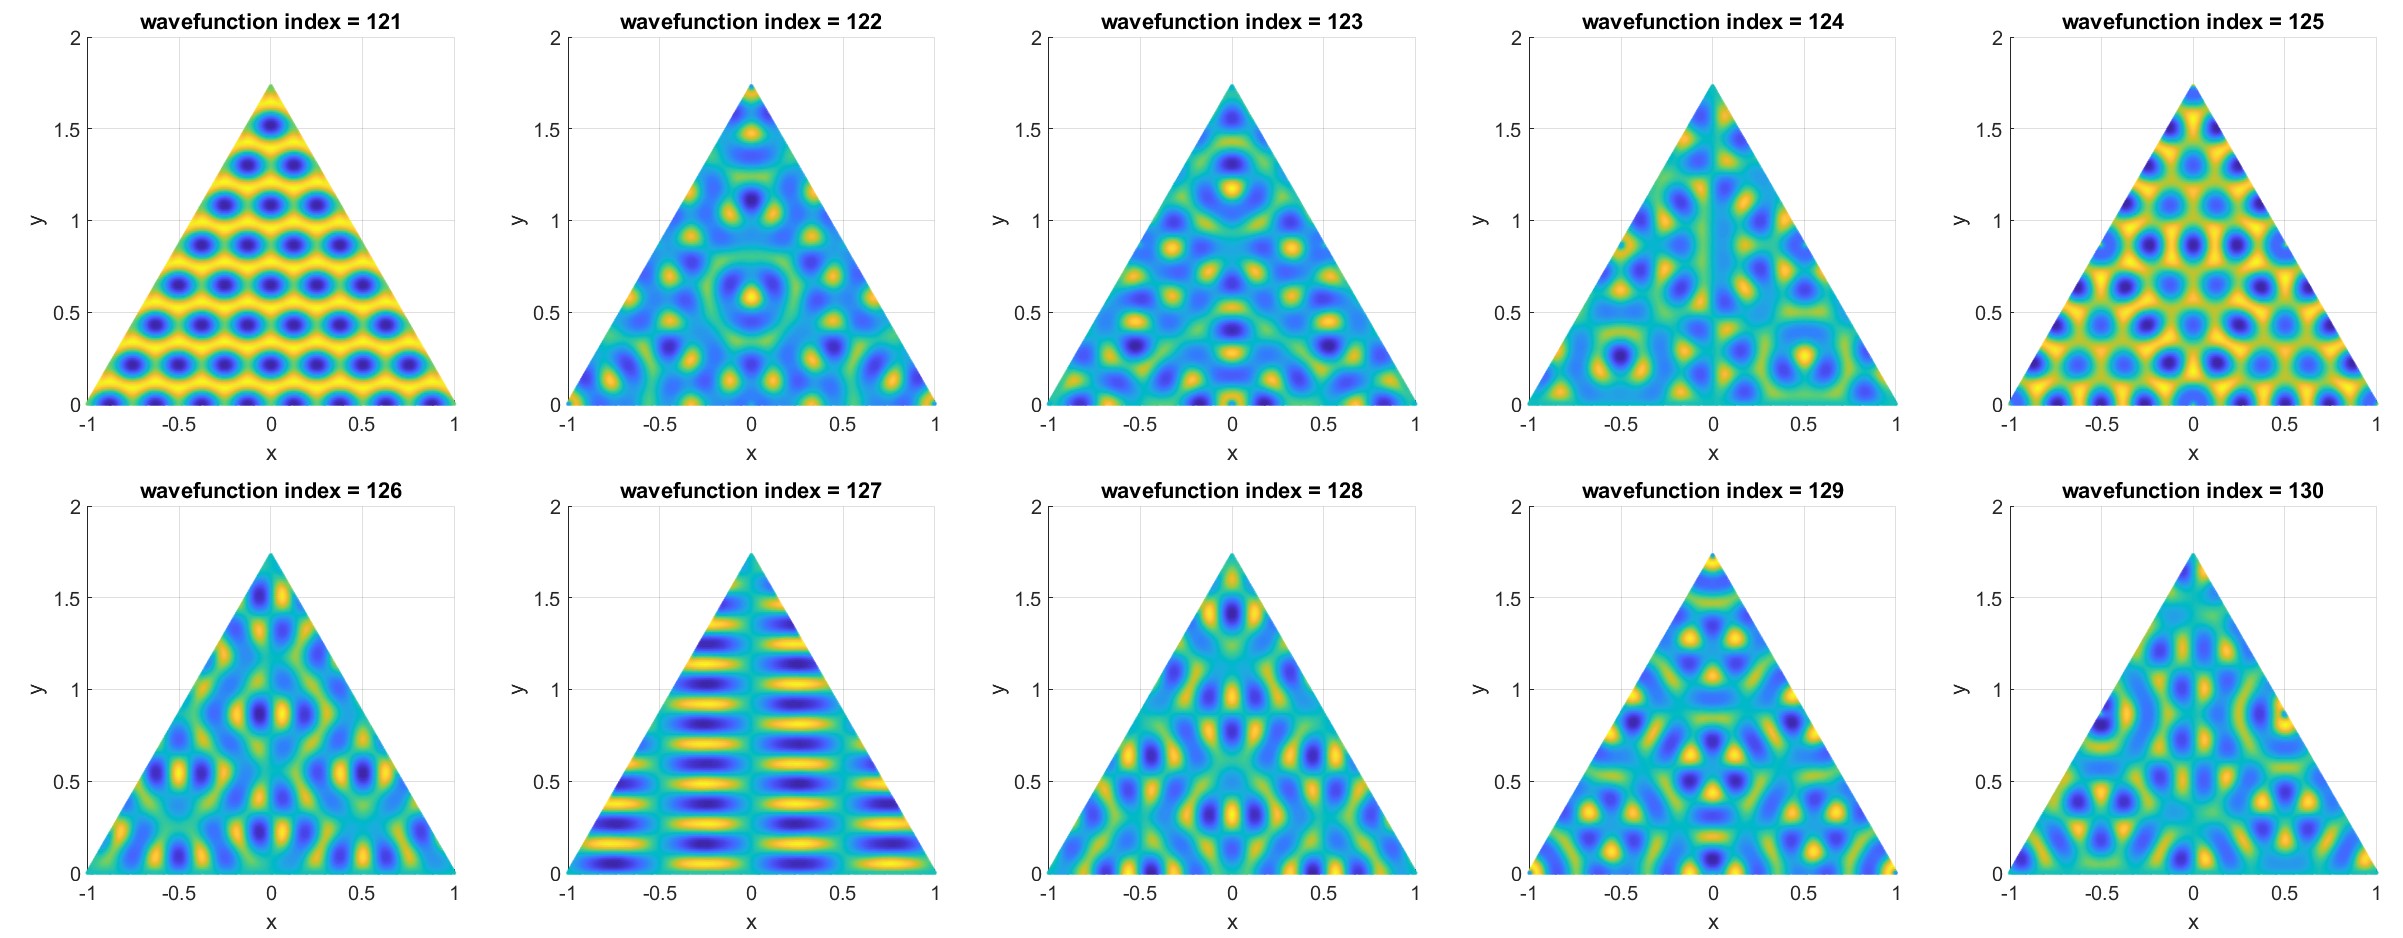 wavefunction index = 121
2
1.5
1
0.5
0
y
-1 -0.5 0 0.5 1
x
wavefunction index = 122
2
1.5
1
0.5
0
y
-1 -0.5 0 0.5 1
x
wavefunction index = 123
2
1.5
1
0.5
0
y
-1 -0.5 0 0.5 1
x
wavefunction index = 124
2
1.5
1
0.5
0
y
-1 -0.5 0 0.5 1
x
wavefunction index = 125
2
1.5
1
0.5
0
y
-1 -0.5 0 0.5 1
x
wavefunction index = 126
2
1.5
1
0.5
0
y
-1 -0.5 0 0.5 1
x
wavefunction index = 127
2
1.5
1
0.5
0
y
-1 -0.5 0 0.5 1
x
wavefunction index = 128
2
1.5
1
0.5
0
y
-1 -0.5 0 0.5 1
x
wavefunction index = 129
2
1.5
1
0.5
0
y
-1 -0.5 0 0.5 1
x
wavefunction index = 130
2
1.5
1
0.5
0
y
-1 -0.5 0 0.5 1
x